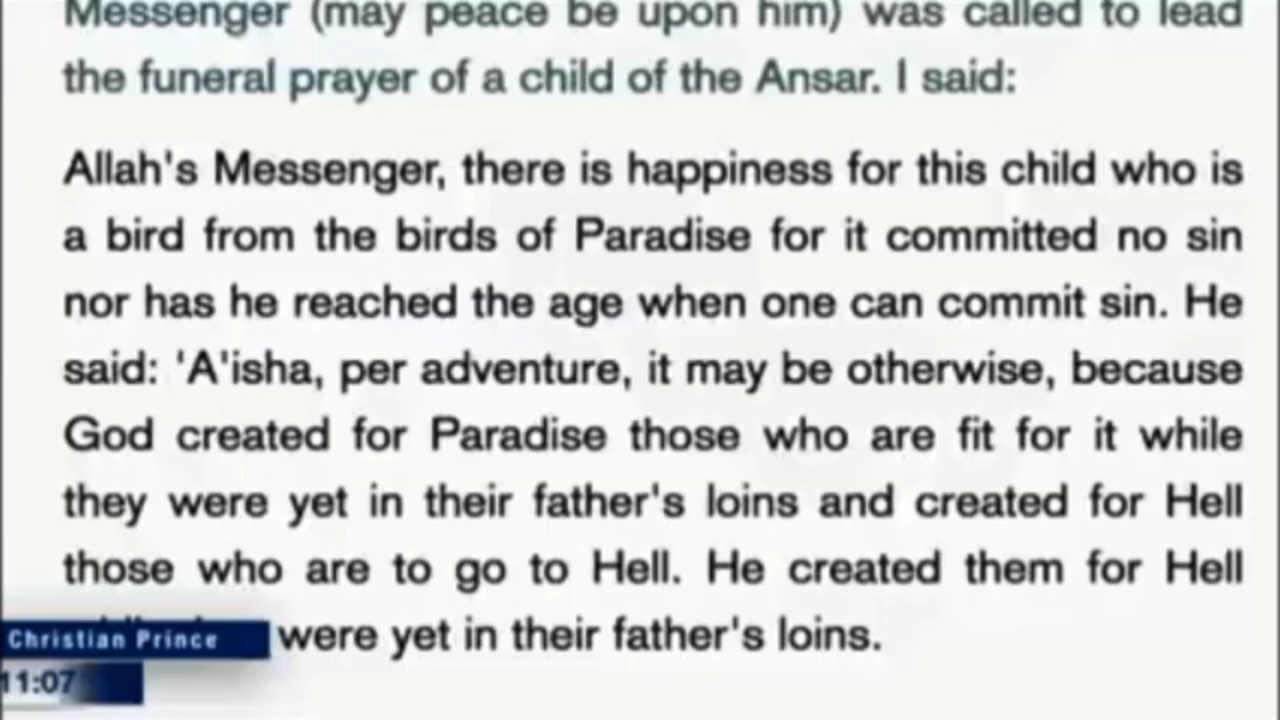 Messenger (may peace be upon him) was called to lead
the funeral prayer of a child of the Ansar. I said:
Allah's Messenger, there is happiness for this child who is
a bird from the birds of Paradise for it committed no sin
nor has he reached the age when one can commit sin. He
said: 'A'isha, per adventure, it may be otherwise, because
God created for Paradise those who are fit for it while
they were yet in their father's loins and created for Hell
those who are to go to Hell. He created them for Hell
were yet in their father's loins.
Christian Prince
11:07